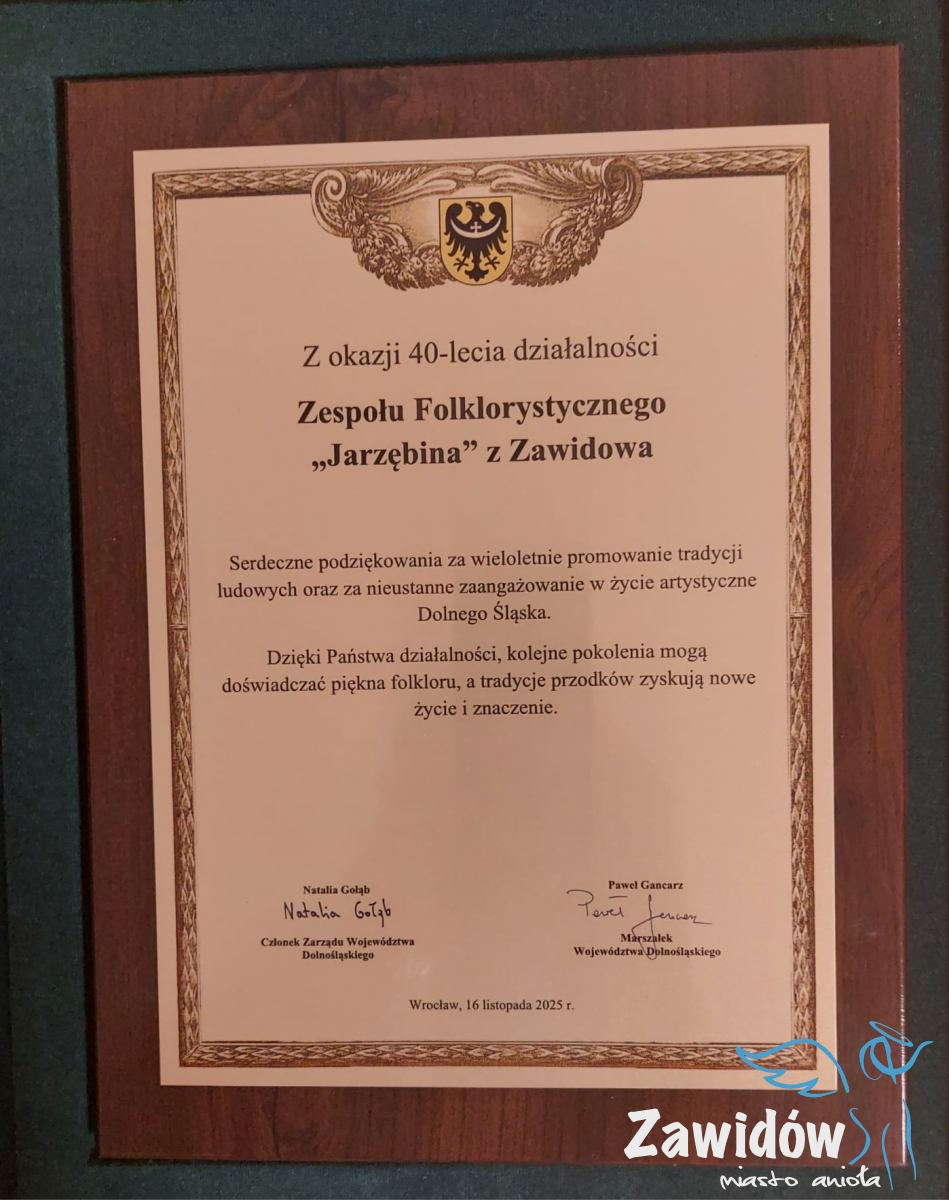 Z okazji 40-lecia działalności
Zespołu Folklorystycznego
„Jarzębina” z Zawidowa
Serdeczne podziękowania za wieloletnie promowanie tradycji
ludowych oraz za nieustanne zaangażowanie w życie artystyczne
Dolnego Śląska.
Dzięki Państwa działalności, kolejne pokolenia mogą
doświadczać piękna folkloru, a tradycje przodków zyskują nowe
życie i znaczenie.
Natalia Gołąb
Natalia Gołąb
Członek Zarządu Województwa
Dolnośląskiego
Paweł Gancarz
Paweł Gancarz
Marszałek
Województwa Dolnośląskiego
Wrocław, 16 listopada 2025 r.
Zawidów
miasto anioła